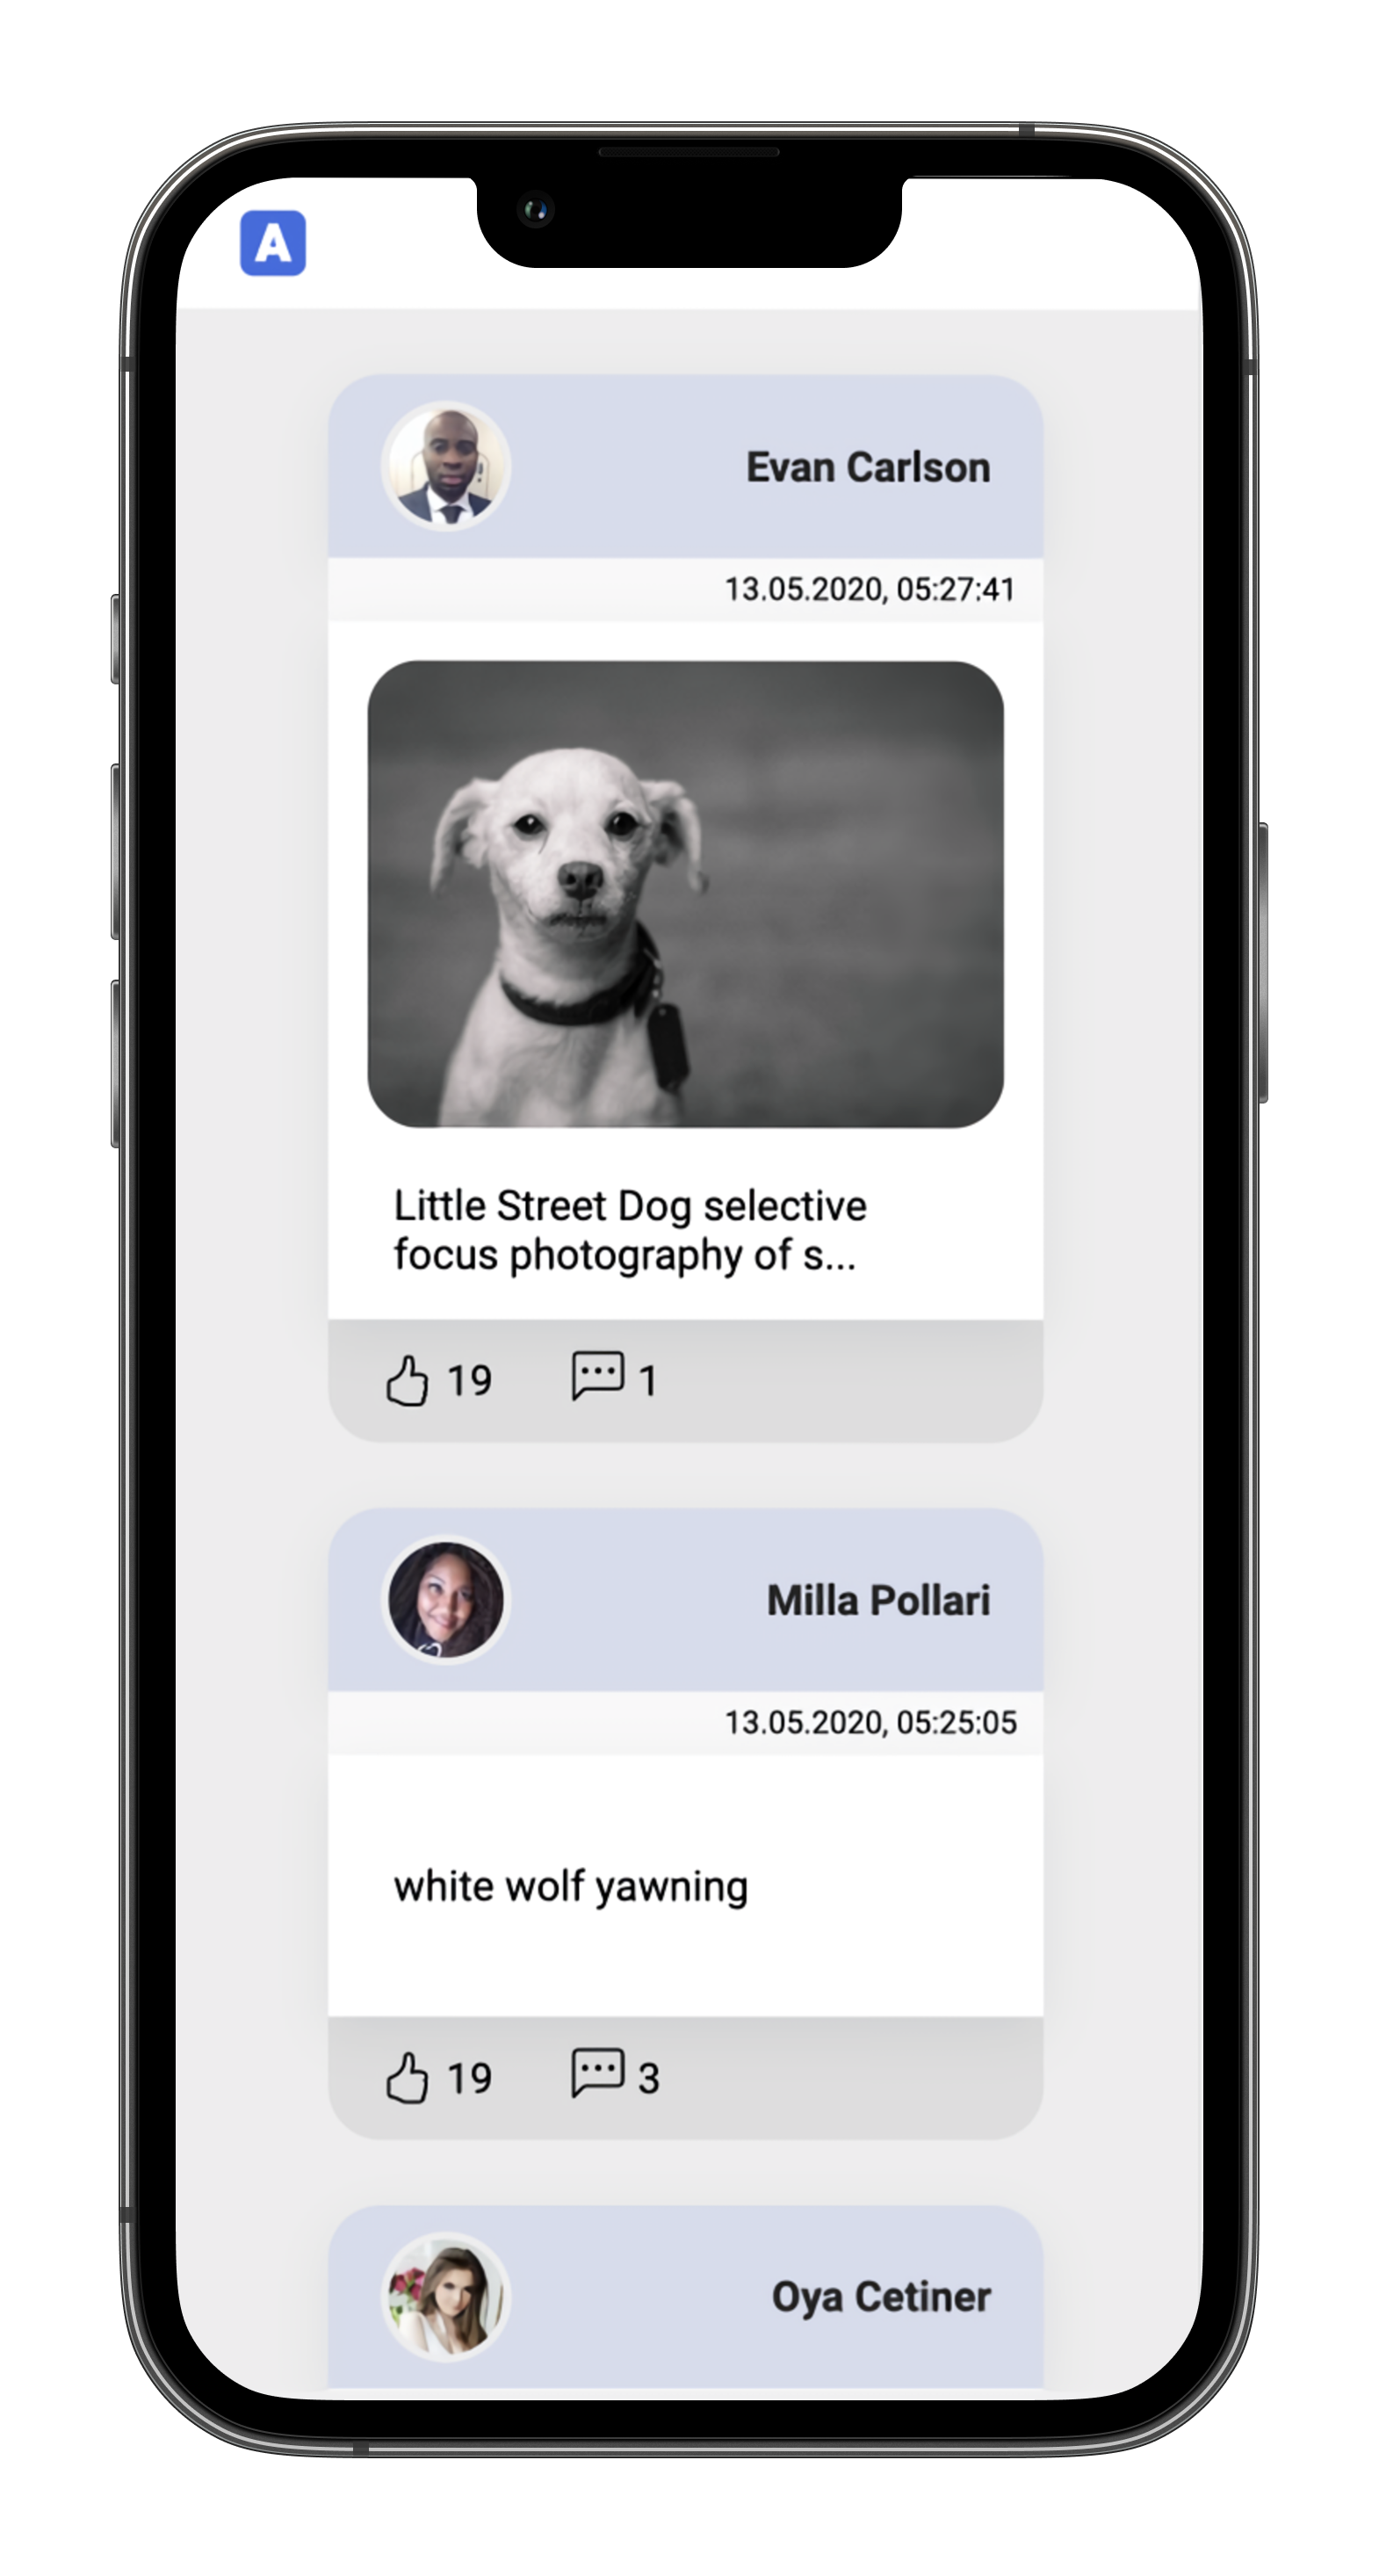 A
Evan Carlson
13.05.2020, 05:27:41
Little Street Dog selective
focus photography of s...
19 1
Milla Pollari
13.05.2020, 05:25:05
white wolf yawning
19 3
Oya Cetiner